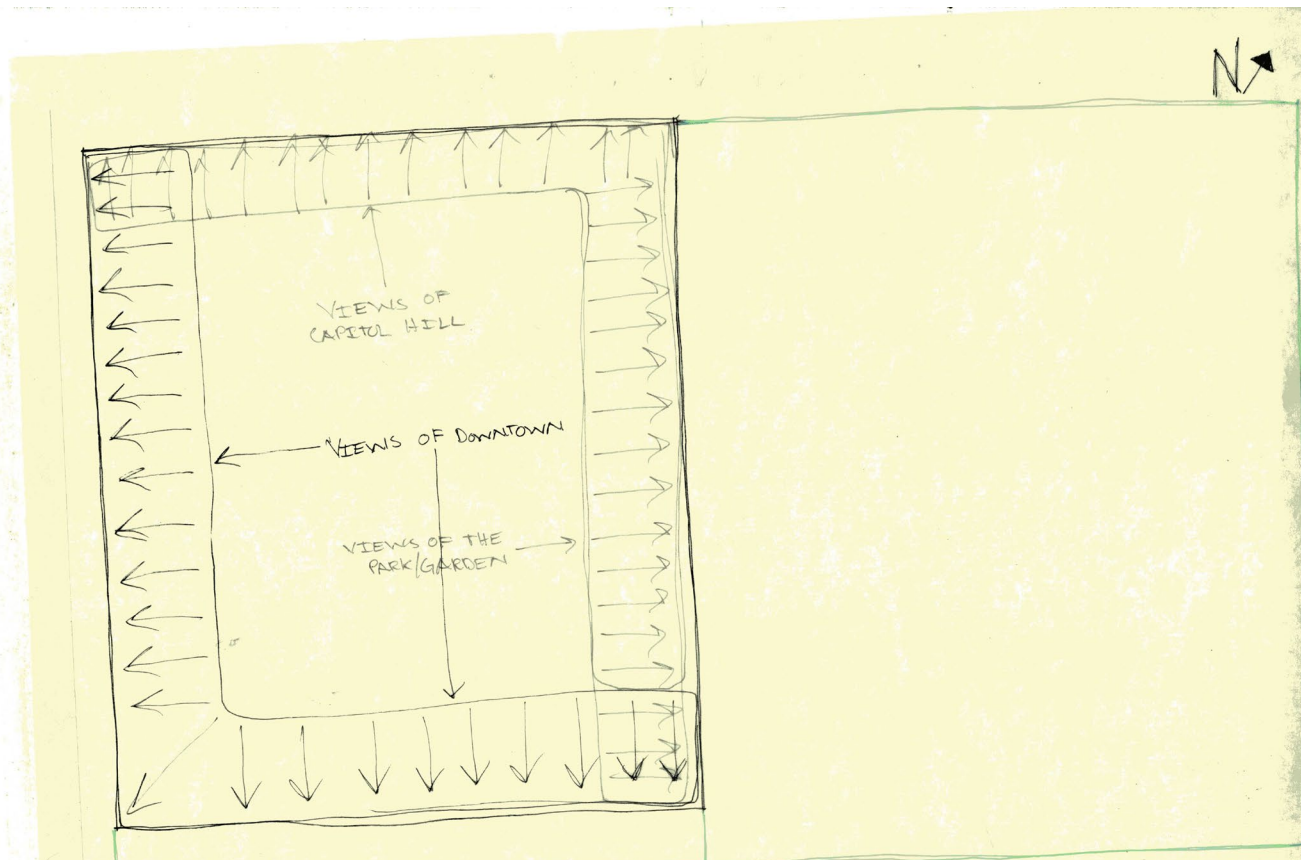 N
VIEWS OF
CAPITOL HILL
VIEWS OF DOWNTOWN
VIEWS OF THE
PARK/GARDEN